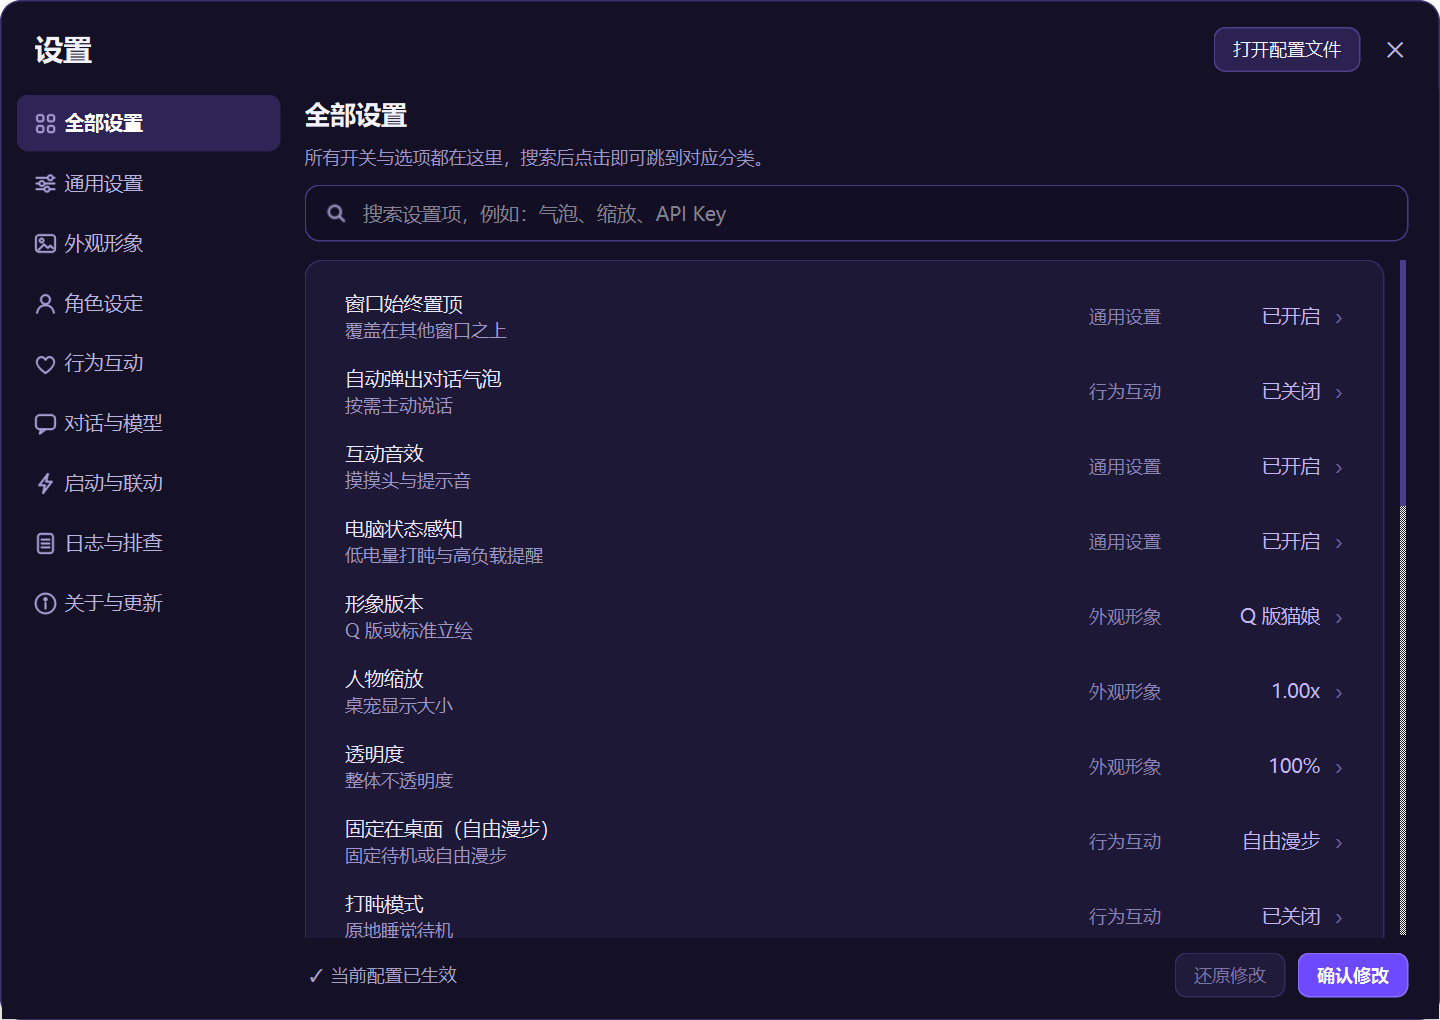 设置
打开配置文件
全部设置
通用设置
外观形象
角色设定
行为互动
对话与模型
启动与联动
日志与排查
关于与更新
全部设置
所有开关与选项都在这里，搜索后点击即可跳到对应分类。
搜索设置项，例如：气泡、缩放、API Key
窗口始终置顶
覆盖在其他窗口之上
通用设置
已开启
自动弹出对话气泡
按需主动说话
行为互动
已关闭
互动音效
摸摸头与提示音
通用设置
已开启
电脑状态感知
低电量打盹与高负载提醒
通用设置
已开启
形象版本
Q 版或标准立绘
外观形象
Q 版猫娘
人物缩放
桌宠显示大小
外观形象
1.00x
透明度
整体不透明度
外观形象
100%
固定在桌面（自由漫步）
固定待机或自由漫步
行为互动
自由漫步
打盹模式
原地睡觉待机
行为互动
已关闭
✓ 当前配置已生效
还原修改
确认修改